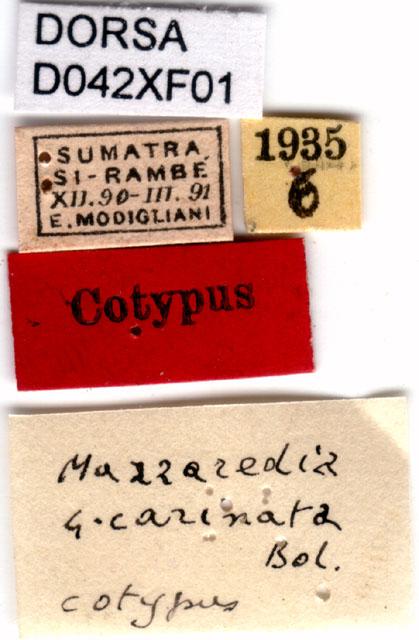 DORSA
D042XF01
SUMATRA
SI-RAMBÉ
XII.90-III.91
E. MODIGLIANI
1935
6
Cotypus
Mazzaredia
4-carinata
Bol.
cotypus